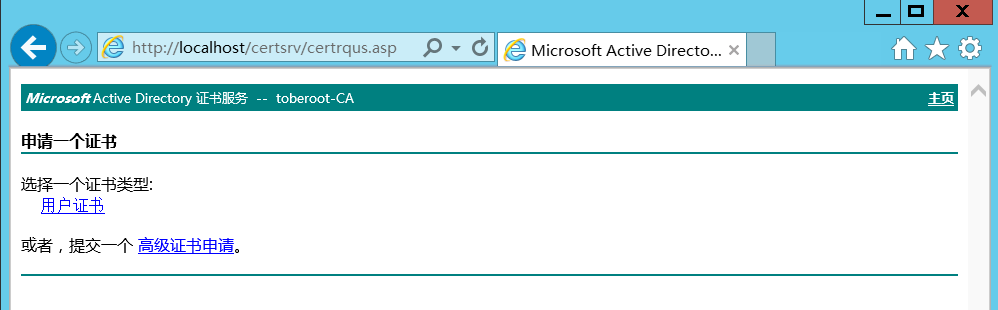 http://localhost/certsrv/certrqus.asp
Microsoft Active Directo...
Microsoft Active Directory 证书服务 -- toberoot-CA 主页
申请一个证书
选择一个证书类型:
用户证书
或者，提交一个 高级证书申请。